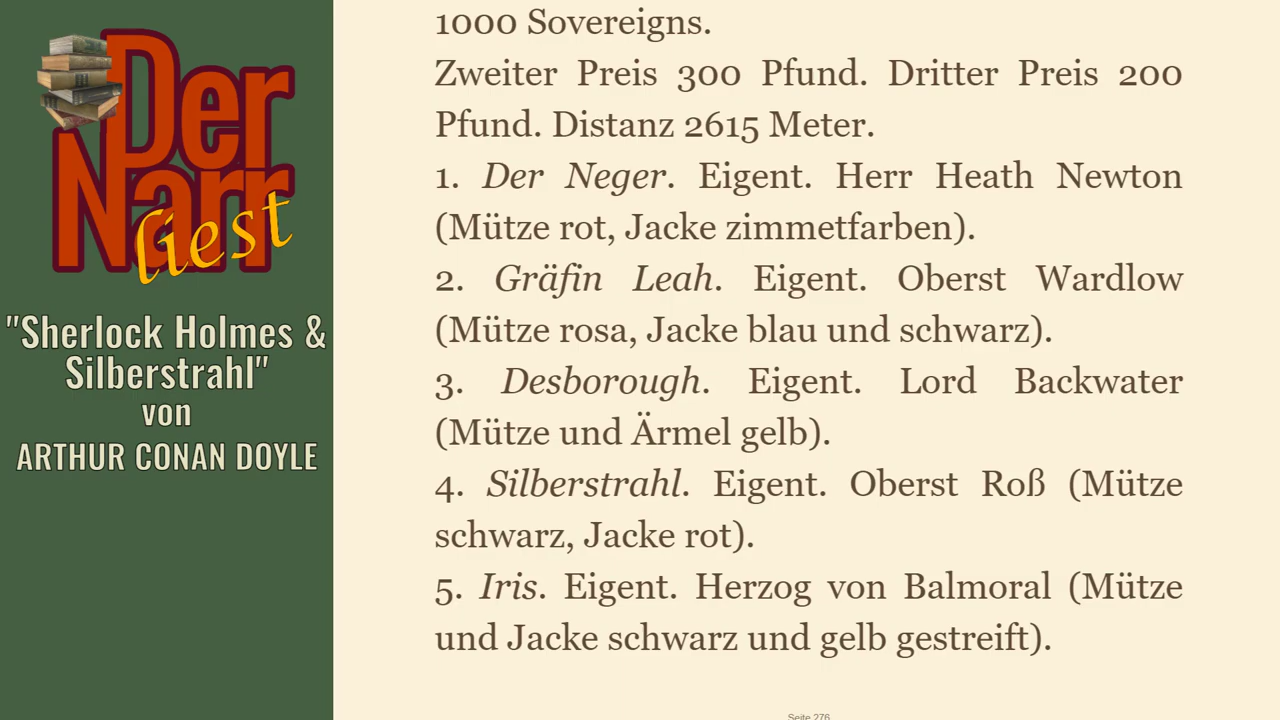 Der
Narr
liest
"Sherlock Holmes &
Silberstrahl"
von
ARTHUR CONAN DOYLE
1000 Sovereigns.
Zweiter Preis 300 Pfund. Dritter Preis 200
Pfund. Distanz 2615 Meter.
1. Der Neger. Eigent. Herr Heath Newton
(Mütze rot, Jacke zimmetfarben).
2. Gräfin Leah. Eigent. Oberst Wardlow
(Mütze rosa, Jacke blau und schwarz).
3. Desborough. Eigent. Lord Backwater
(Mütze und Ärmel gelb).
4. Silberstrahl. Eigent. Oberst Roß (Mütze
schwarz, Jacke rot).
5. Iris. Eigent. Herzog von Balmoral (Mütze
und Jacke schwarz und gelb gestreift).
Seite 276